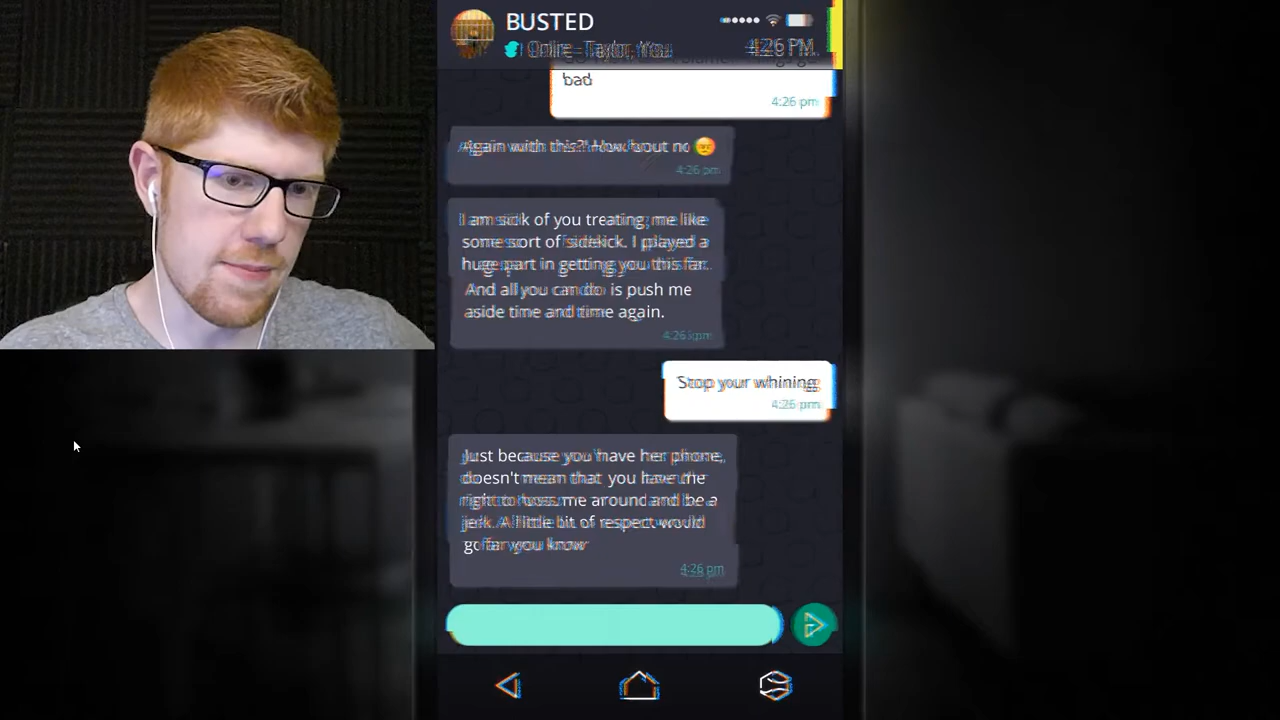 BUSTED
Online - Taylor, You
4:26 PM
bad
4:26 pm
Again with this? How 'bout no
4:26 pm
I am sick of you treating me like
some sort of sidekick. I played a
huge part in getting you this far.
And all you can do is push me
aside time and time again.
4:26 pm
Stop your whining
4:26 pm
Just because you have her phone,
doesn't mean that you have the
right to boss me around and be a
jerk. A little bit of respect would
go far you know
4:26 pm